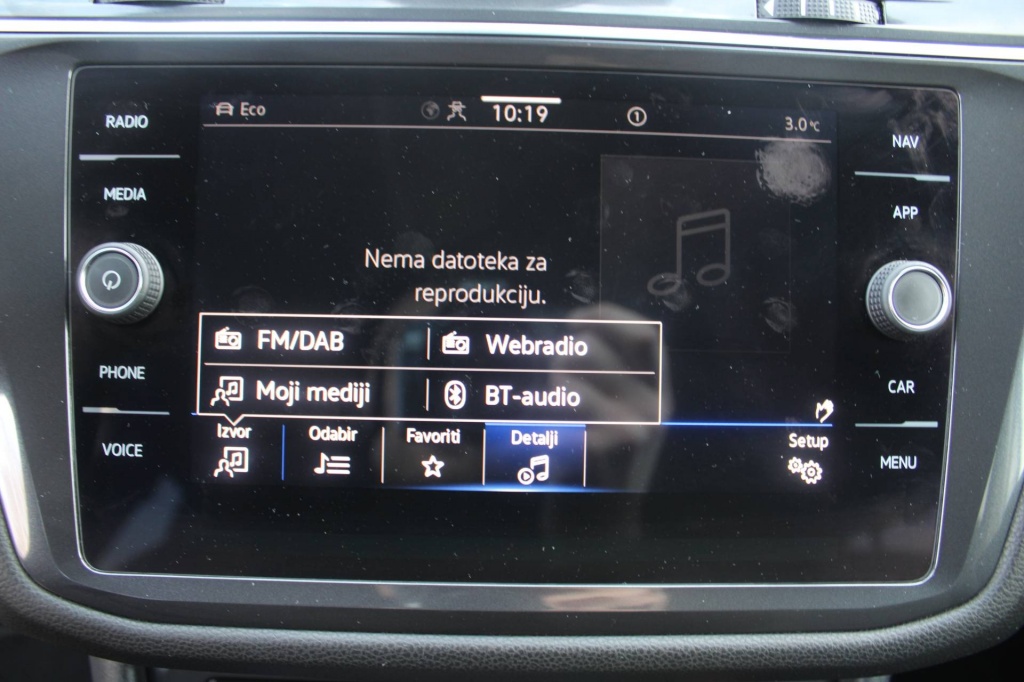 RADIO
MEDIA
PHONE
VOICE
Eco
10:19
1
3.0°C
Nema datoteka za
reprodukciju.
FM/DAB
Webradio
Moji mediji
BT-audio
Izvor
Odabir
Favoriti
Detalji
Setup
NAV
APP
CAR
MENU